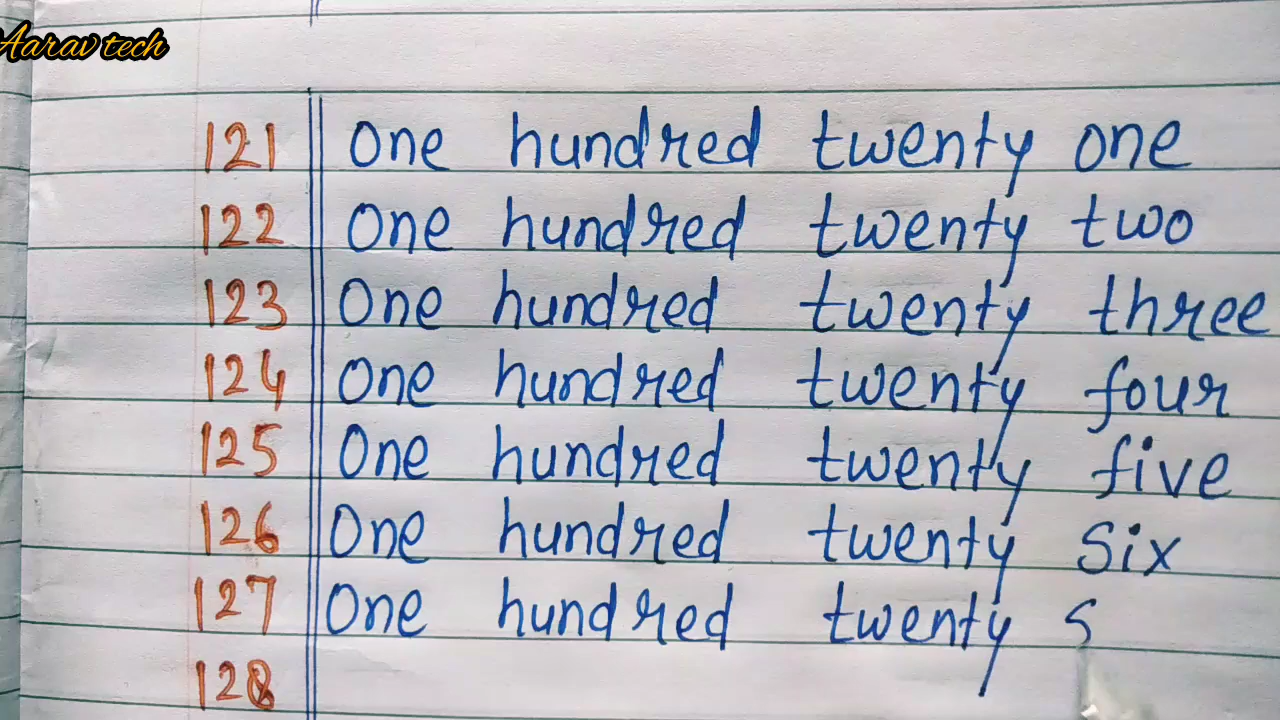 Aarav tech
121 One hundred twenty one
122 One hundred twenty two
123 One hundred twenty three
124 One hundred twenty four
125 One hundred twenty five
126 One hundred twenty six
127 One hundred twenty s
128